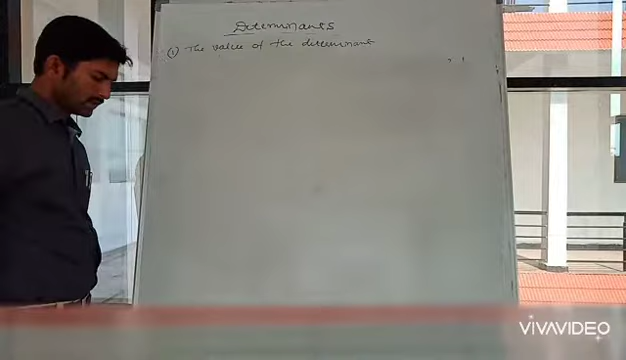 Determinants
① The value of the determinant
VIVAVIDEO